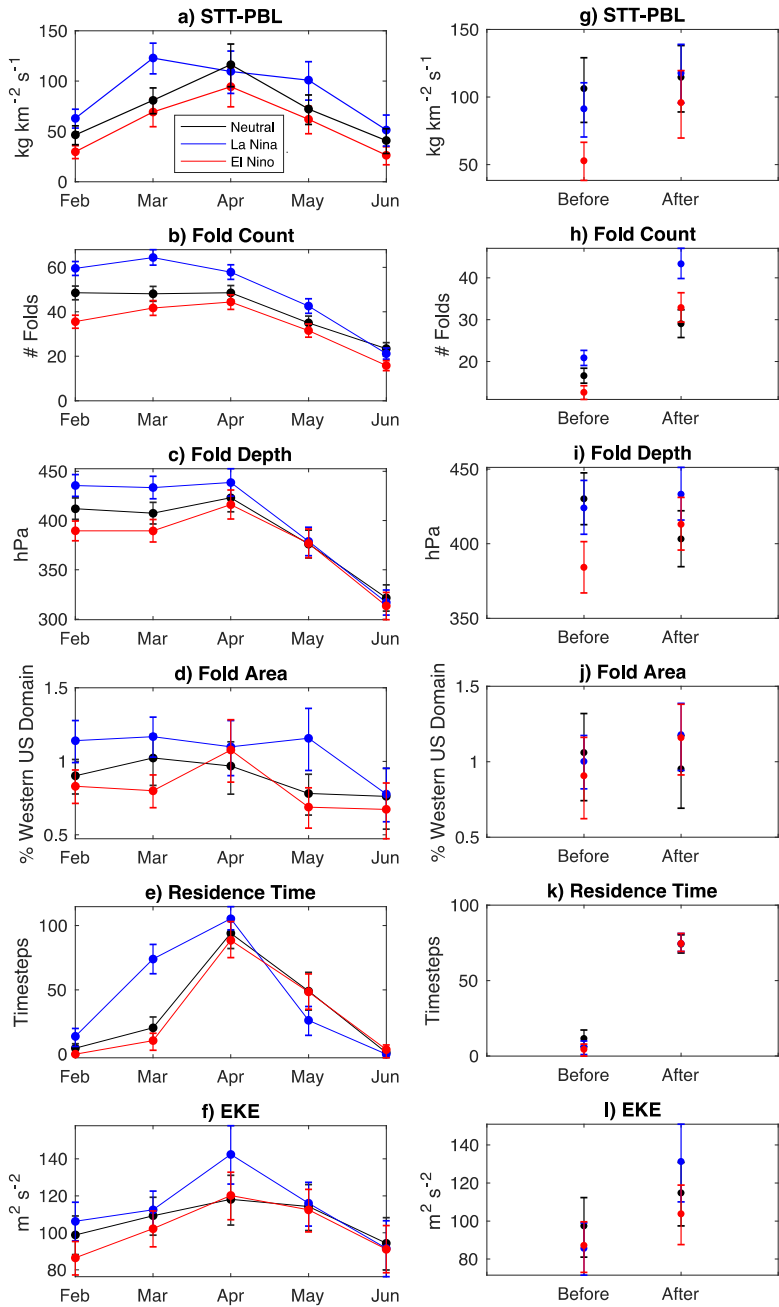 a) STT-PBL
kg km⁻² s⁻¹
150
100
50
0
Neutral
La Nina
El Nino
Feb Mar Apr May Jun
b) Fold Count
# Folds
60
40
20
0
Feb Mar Apr May Jun
c) Fold Depth
hPa
450
400
350
300
Feb Mar Apr May Jun
d) Fold Area
% Western US Domain
1.5
1
0.5
Feb Mar Apr May Jun
e) Residence Time
Timesteps
100
50
0
Feb Mar Apr May Jun
f) EKE
m² s⁻²
140
120
100
80
Feb Mar Apr May Jun
g) STT-PBL
kg km⁻² s⁻¹
150
100
50
Before After
h) Fold Count
# Folds
40
30
20
Before After
i) Fold Depth
hPa
450
400
350
Before After
j) Fold Area
% Western US Domain
1.5
1
0.5
Before After
k) Residence Time
Timesteps
100
50
0
Before After
l) EKE
m² s⁻²
140
120
100
80
Before After